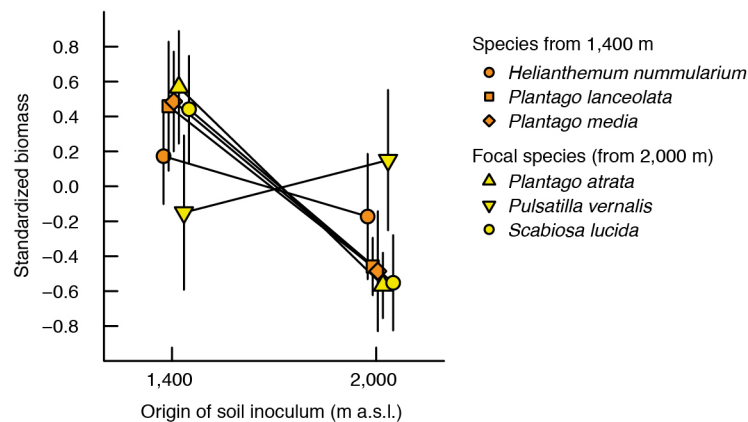 Standardized biomass
0.8
0.6
0.4
0.2
0.0
−0.2
−0.4
−0.6
−0.8
1,400
2,000
Origin of soil inoculum (m a.s.l.)
Species from 1,400 m
Helianthemum nummularium
Plantago lanceolata
Plantago media
Focal species (from 2,000 m)
Plantago atrata
Pulsatilla vernalis
Scabiosa lucida